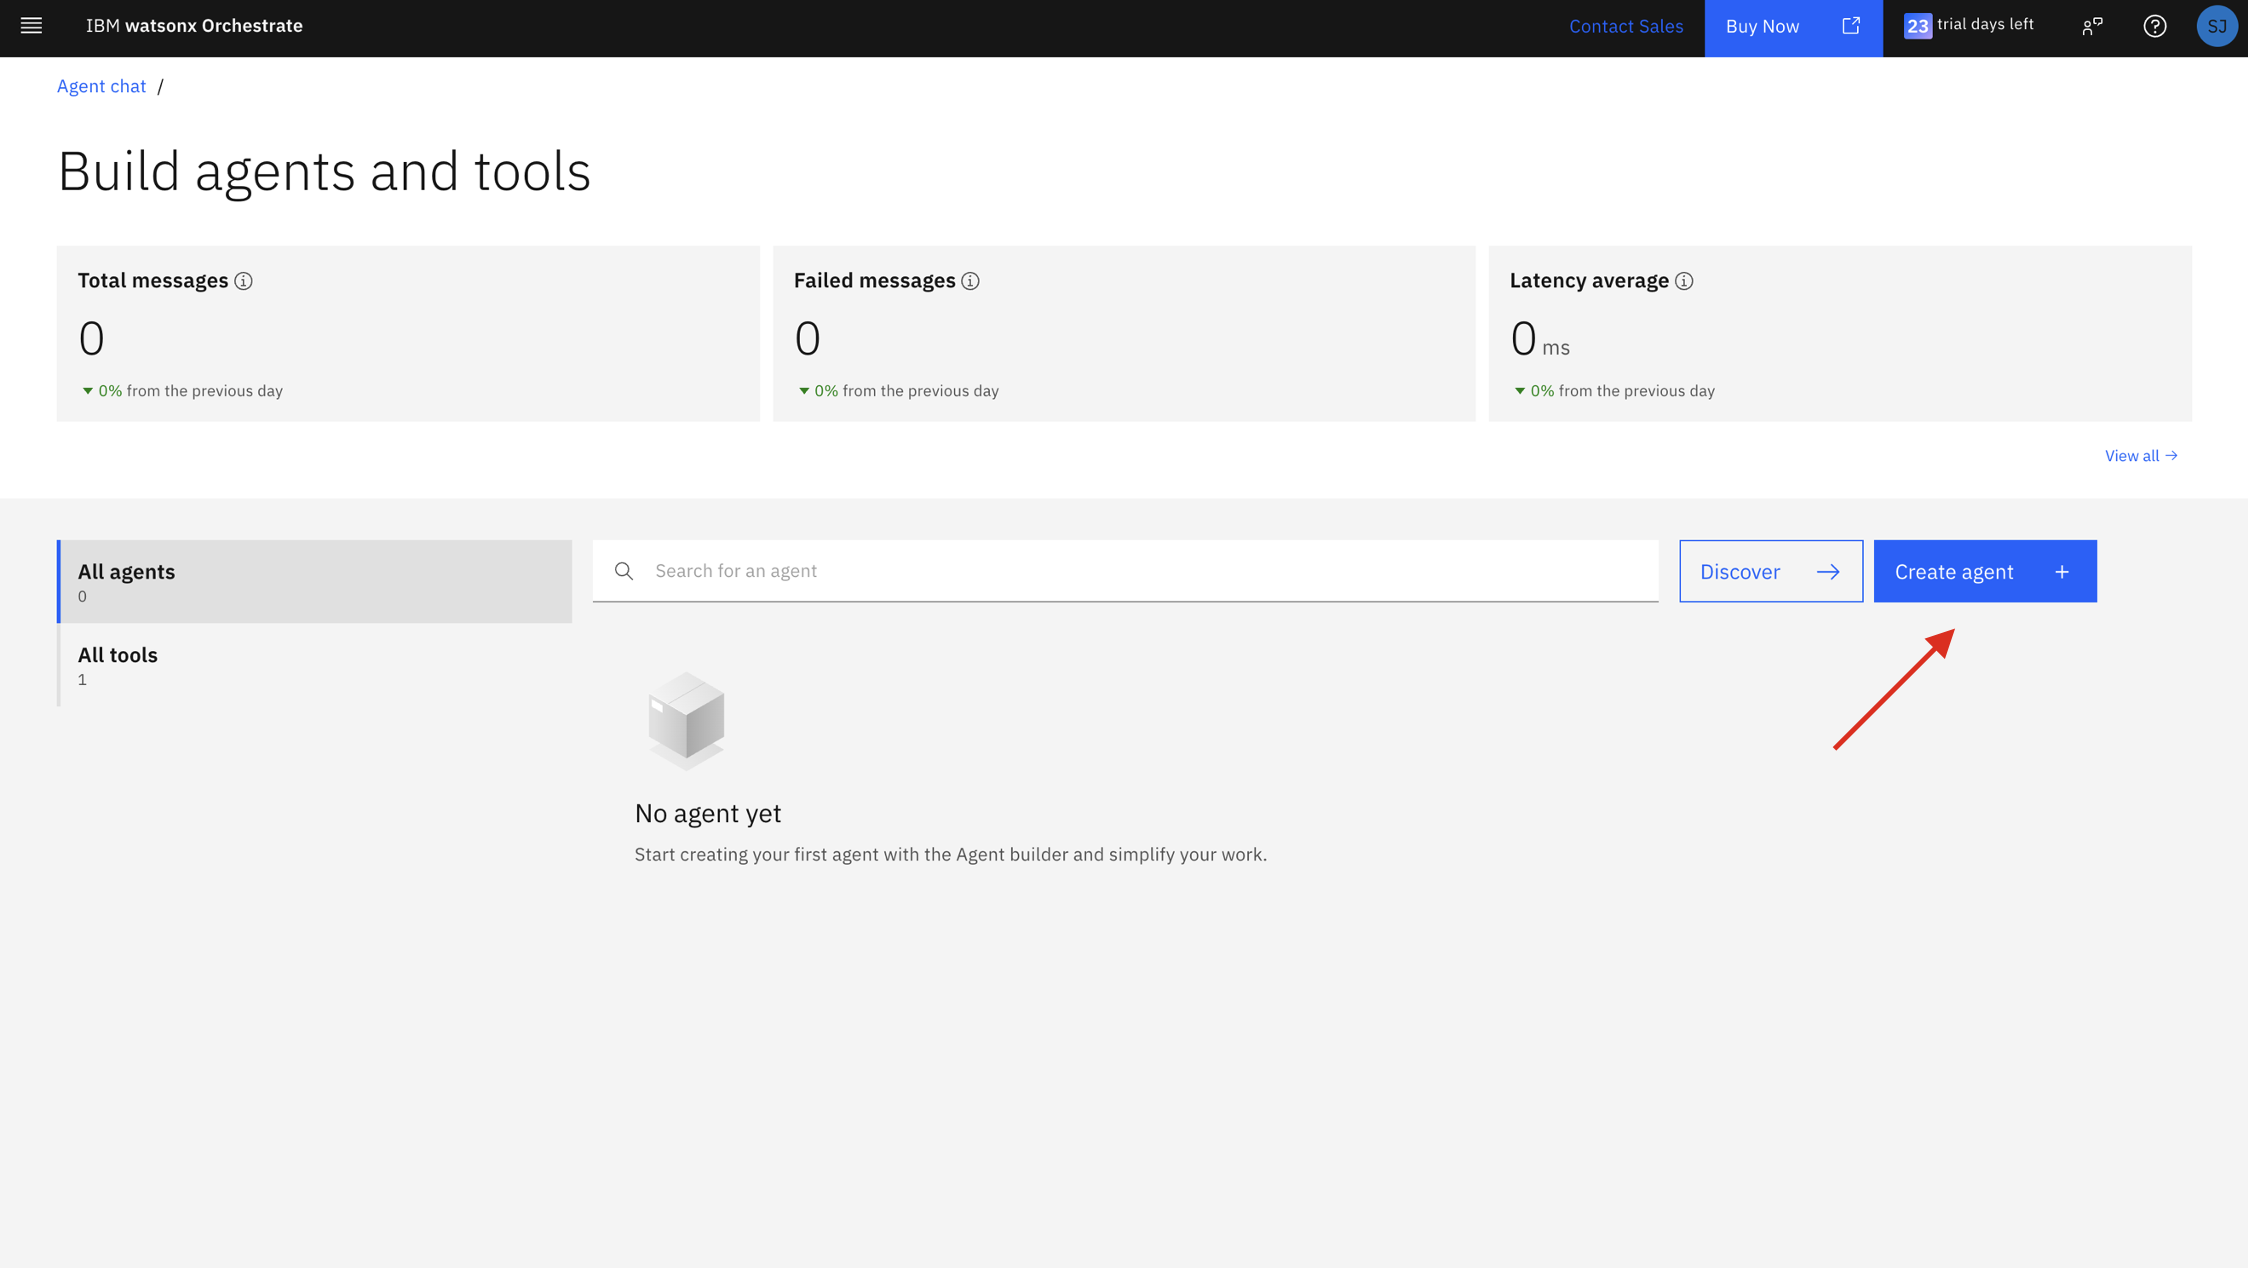 IBM watsonx Orchestrate
Contact Sales
Buy Now
23 trial days left
SJ
Agent chat /
Build agents and tools
Total messages
0
0% from the previous day
Failed messages
0
0% from the previous day
Latency average
0 ms
0% from the previous day
View all
All agents
0
All tools
1
Search for an agent
Discover
Create agent
No agent yet
Start creating your first agent with the Agent builder and simplify your work.